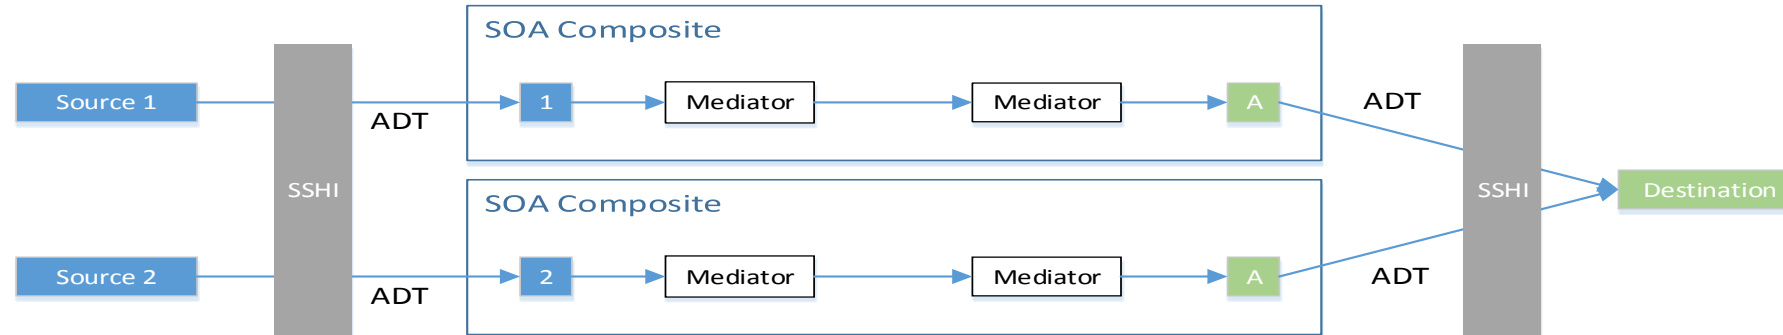 SOA Composite
Source 1
1
Mediator
Mediator
A
ADT
ADT
SSHI
SSHI
Destination
SOA Composite
Source 2
2
Mediator
Mediator
A
ADT
ADT